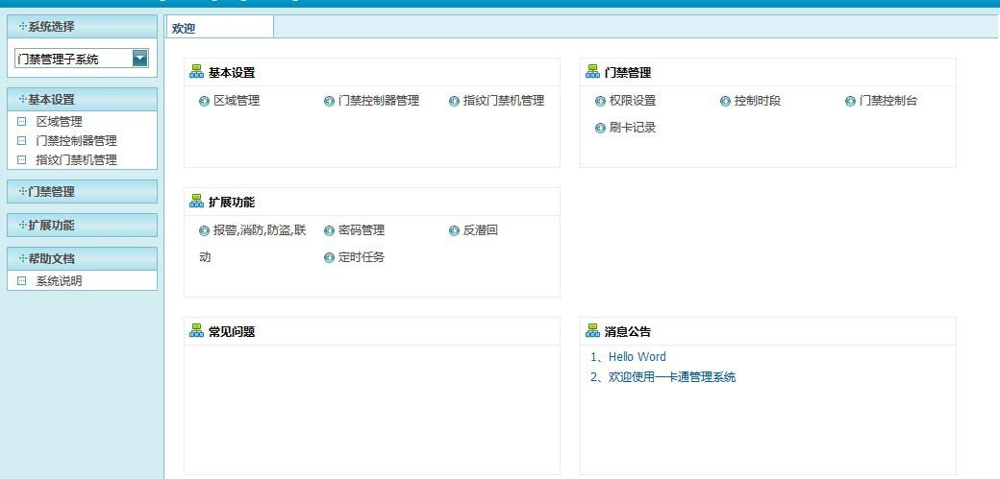 系统选择
门禁管理子系统
基本设置
区域管理
门禁控制器管理
指纹门禁机管理
门禁管理
扩展功能
帮助文档
系统说明
欢迎
基本设置
区域管理 门禁控制器管理 指纹门禁机管理
门禁管理
权限设置 控制时段 门禁控制台
刷卡记录
扩展功能
报警,消防,防盗,联 密码管理 反潜回
动 定时任务
常见问题
消息公告
1、Hello Word
2、欢迎使用一卡通管理系统